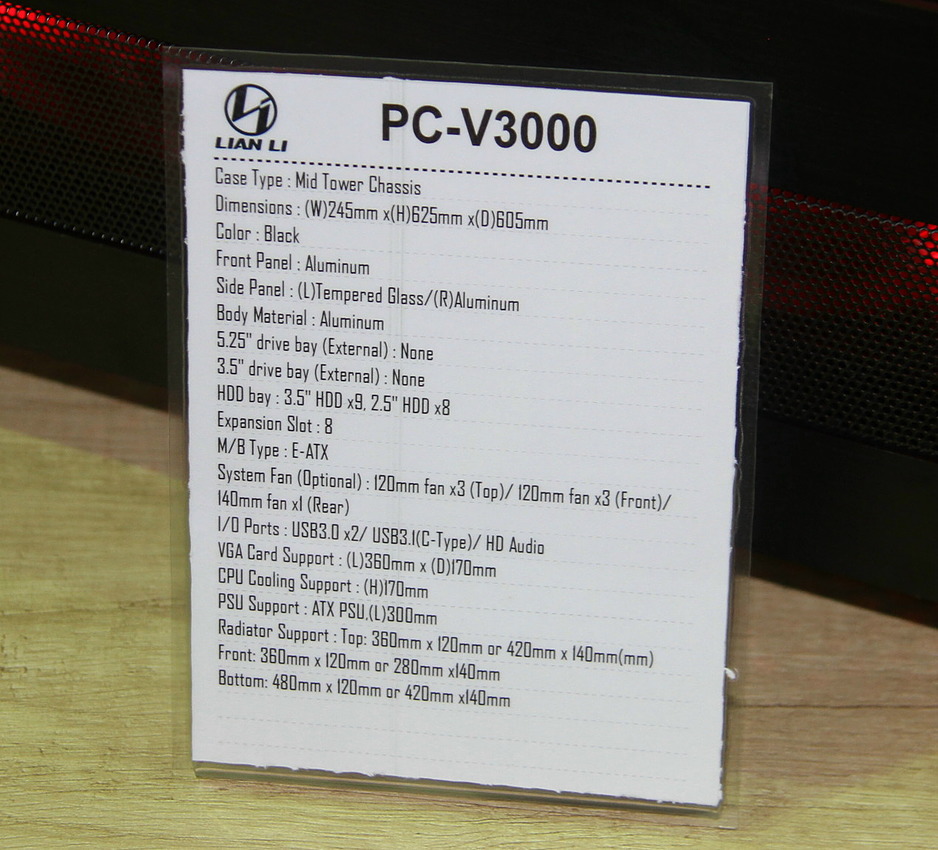 LIAN LI
PC-V3000
Case Type : Mid Tower Chassis
Dimensions : (W)245mm x(H)625mm x(D)605mm
Color : Black
Front Panel : Aluminum
Side Panel : (L)Tempered Glass/(R)Aluminum
Body Material : Aluminum
5.25" drive bay (External) : None
3.5" drive bay (External) : None
HDD bay : 3.5" HDD x9, 2.5" HDD x8
Expansion Slot : 8
M/B Type : E-ATX
System Fan (Optional) : 120mm fan x3 (Top)/ 120mm fan x3 (Front)/
140mm fan x1 (Rear)
I/O Ports : USB3.0 x2/ USB3.1(C-Type)/ HD Audio
VGA Card Support : (L)360mm x (D)170mm
CPU Cooling Support : (H)170mm
PSU Support : ATX PSU,(L)300mm
Radiator Support : Top: 360mm x 120mm or 420mm x 140mm(mm)
Front: 360mm x 120mm or 280mm x140mm
Bottom: 480mm x 120mm or 420mm x140mm